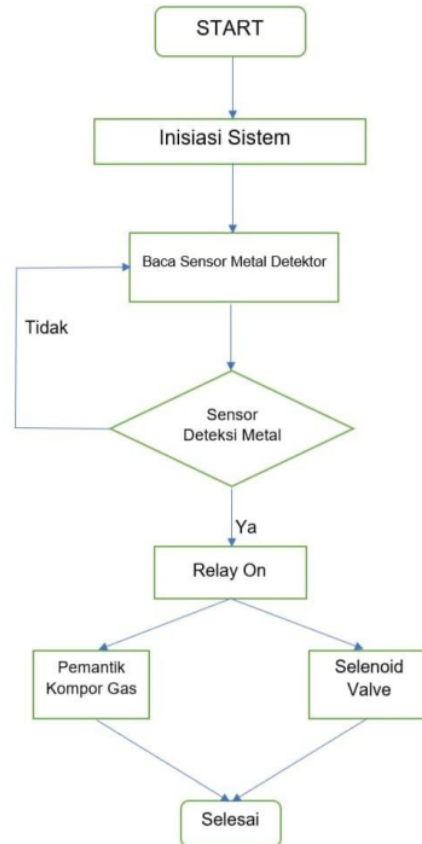 START
Inisiasi Sistem
Baca Sensor Metal Detektor
Tidak
Sensor
Deteksi Metal
Ya
Relay On
Pemantik
Kompor Gas
Selenoid
Valve
Selesai